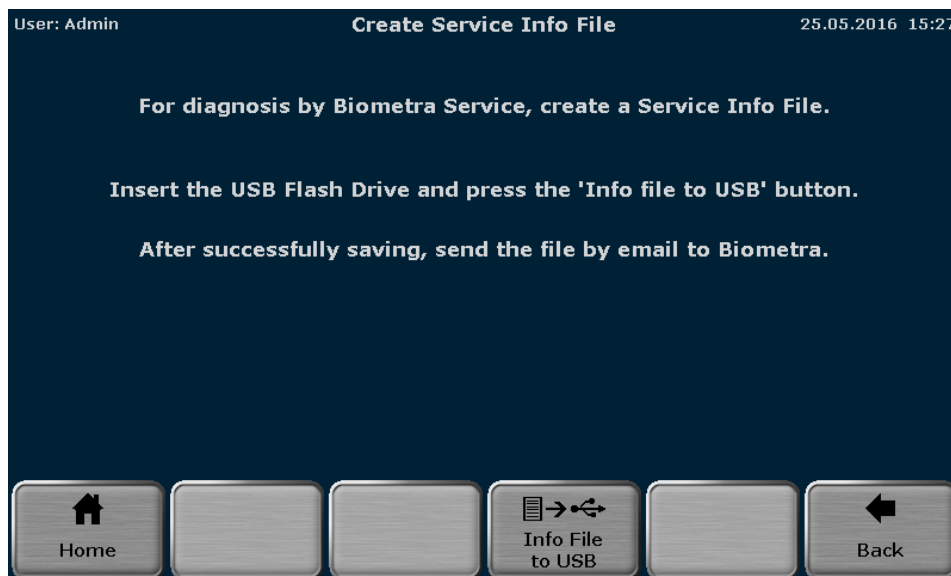 User: Admin Create Service Info File 25.05.2016 15:27
For diagnosis by Biometra Service, create a Service Info File.
Insert the USB Flash Drive and press the 'Info file to USB' button.
After successfully saving, send the file by email to Biometra.
Home
Info File
to USB
Back